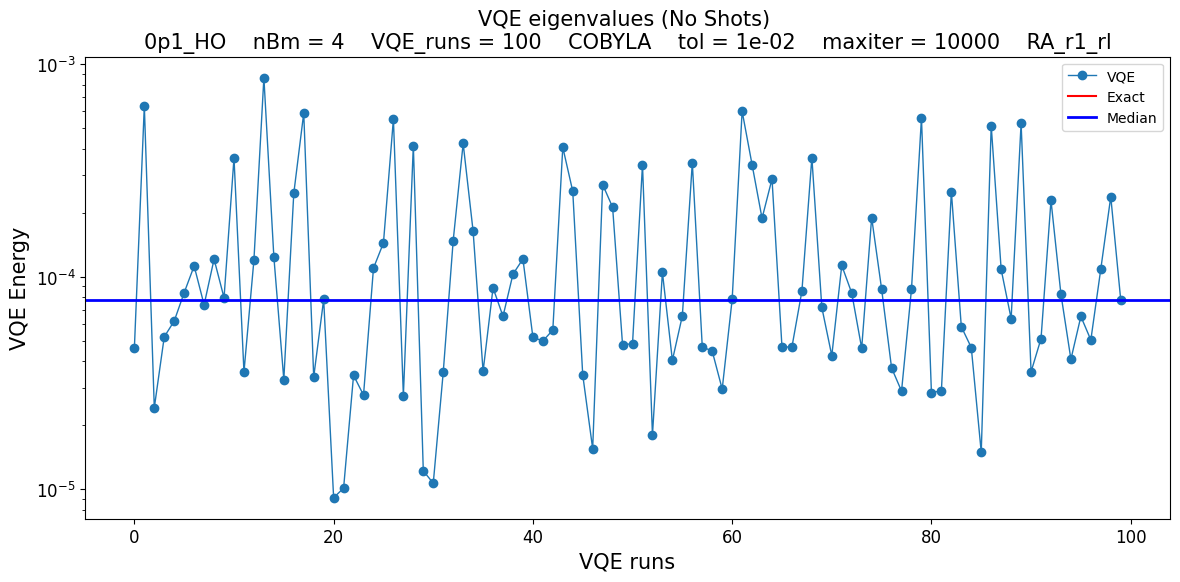 VQE eigenvalues (No Shots)
0p1_HO    nBm = 4    VQE_runs = 100    COBYLA    tol = 1e-02    maxiter = 10000    RA_r1_rl
VQE
Exact
Median
VQE Energy
10⁻³
10⁻⁴
10⁻⁵
0 20 40 60 80 100
VQE runs